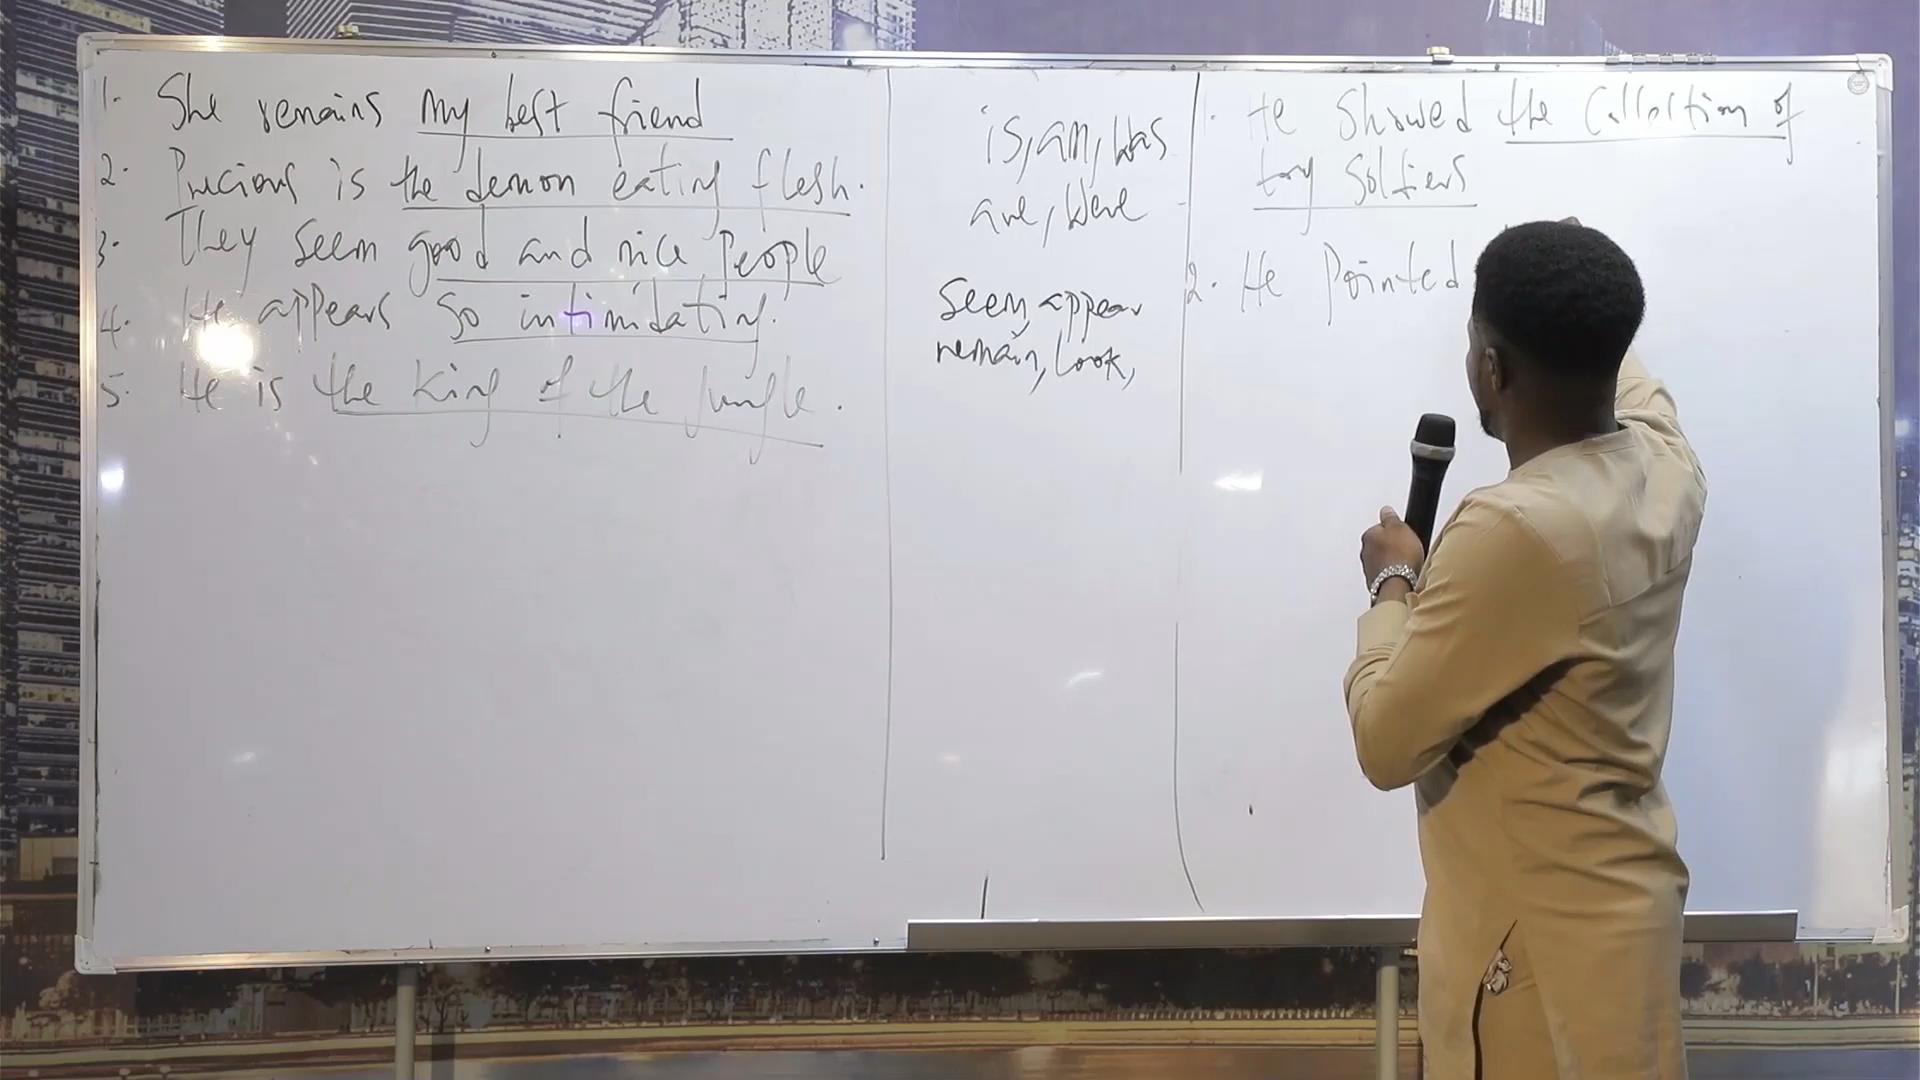 1. She remains my best friend
2. Precious is the demon eating flesh.
3. They seem good and nice people
4. He appears so intimidating.
5. He is the king of the jungle.
is, am, was
are, were
seem, appear
remain, look,
1. He showed the collection of
toy soldiers
2. He pointed